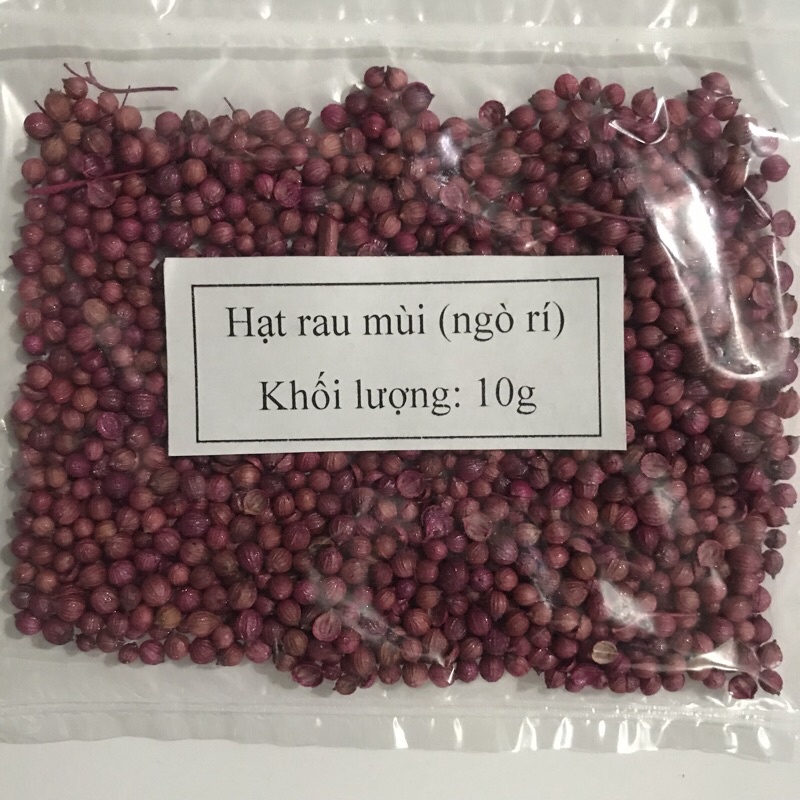 Hạt rau mùi (ngò rí)
Khối lượng: 10g